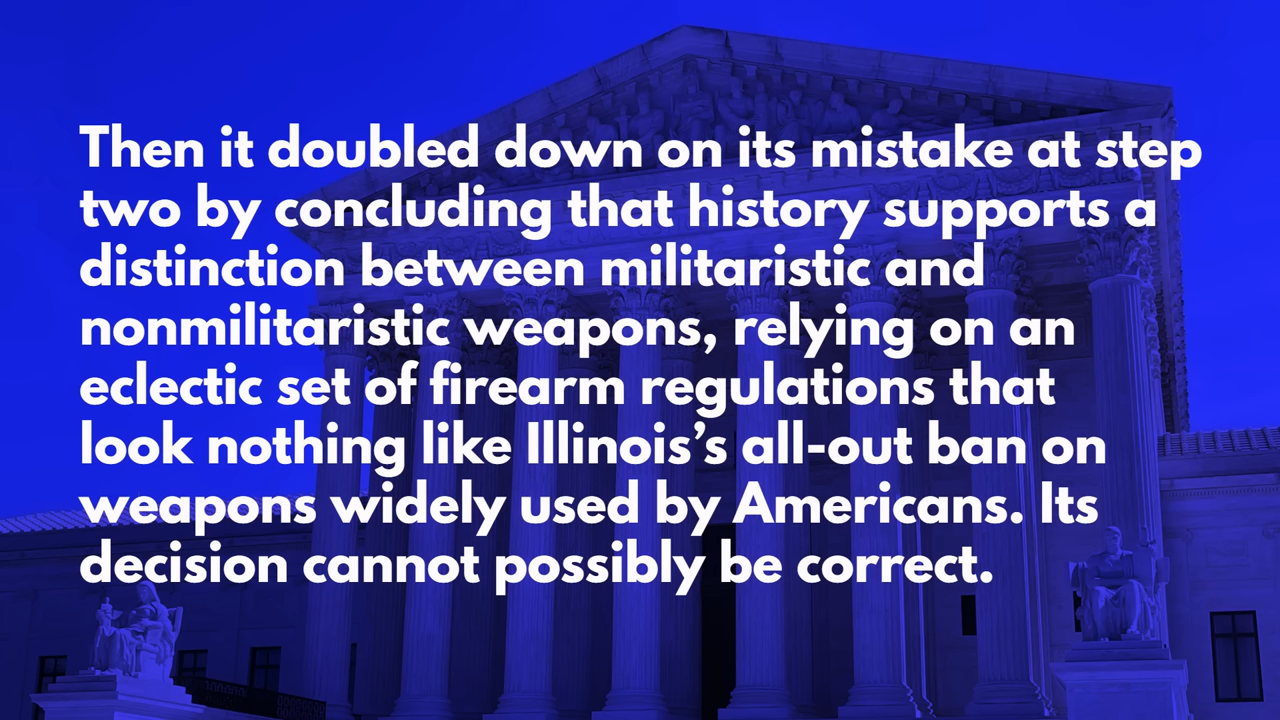 Then it doubled down on its mistake at step
two by concluding that history supports a
distinction between militaristic and
nonmilitaristic weapons, relying on an
eclectic set of firearm regulations that
look nothing like Illinois’s all-out ban on
weapons widely used by Americans. Its
decision cannot possibly be correct.